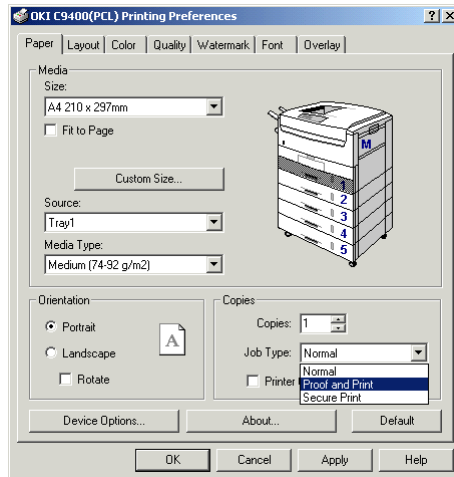 OKI C9400(PCL) Printing Preferences
Paper Layout Color Quality Watermark Font Overlay
Media
Size:
A4 210 x 297mm
Fit to Page
Custom Size...
Source:
Tray1
Media Type:
Medium (74-92 g/m2)
M
1
2
3
4
5
Orientation
Portrait
Landscape
Rotate
A
Copies
Copies: 1
Job Type: Normal
Normal
Proof and Print
Secure Print
Printer
Device Options... About... Default
OK Cancel Apply Help